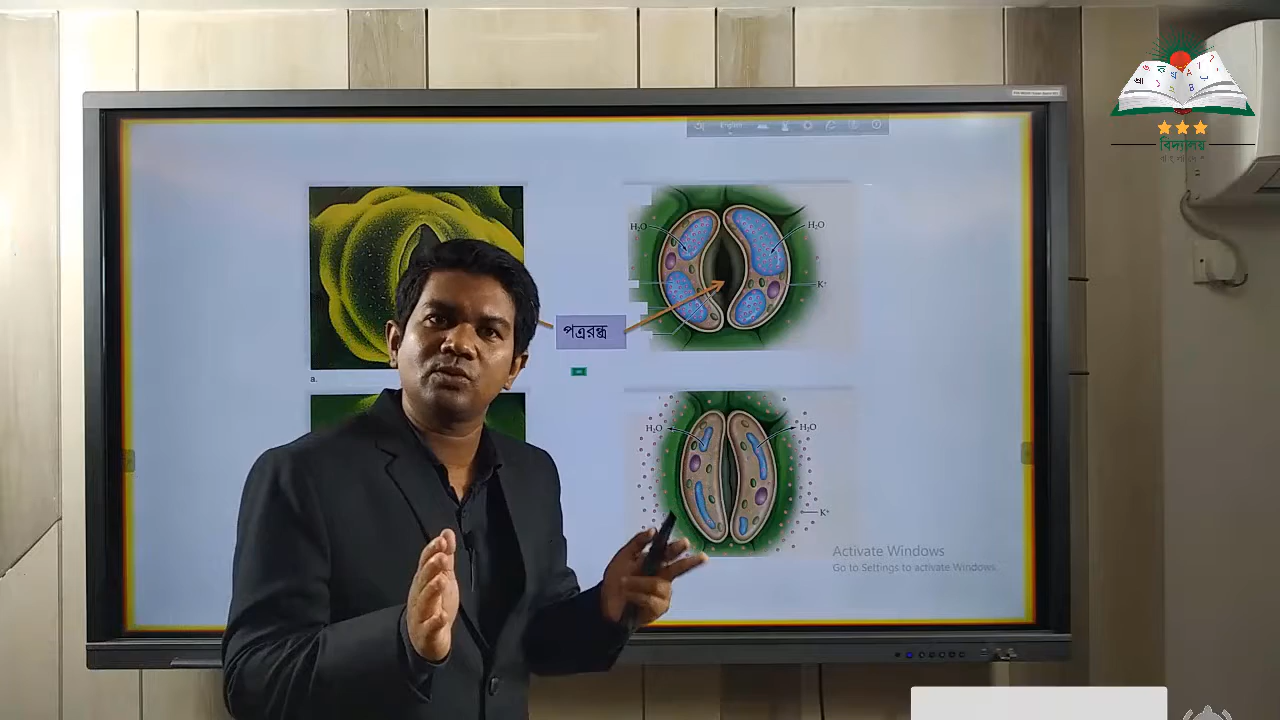 বিদ্যালয়
বাংলাদেশ
H₂O
H₂O
K⁺
পত্ররন্ধ্র
a.
H₂O
H₂O
K⁺
Activate Windows
Go to Settings to activate Windows.